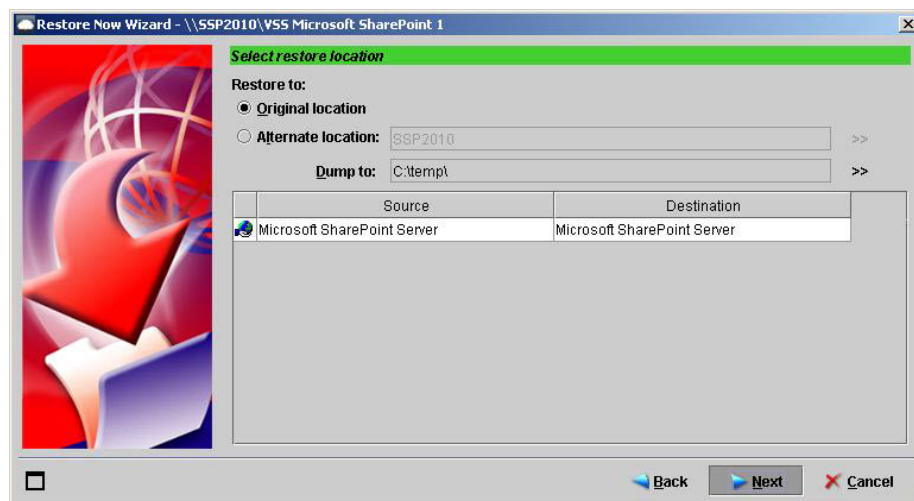 Restore Now Wizard - \\SSP2010\VSS Microsoft SharePoint 1
Select restore location
Restore to:
Original location
Alternate location: SSP2010 >>
Dump to: C:\temp\ >>
Source Destination
Microsoft SharePoint Server Microsoft SharePoint Server
Back Next Cancel